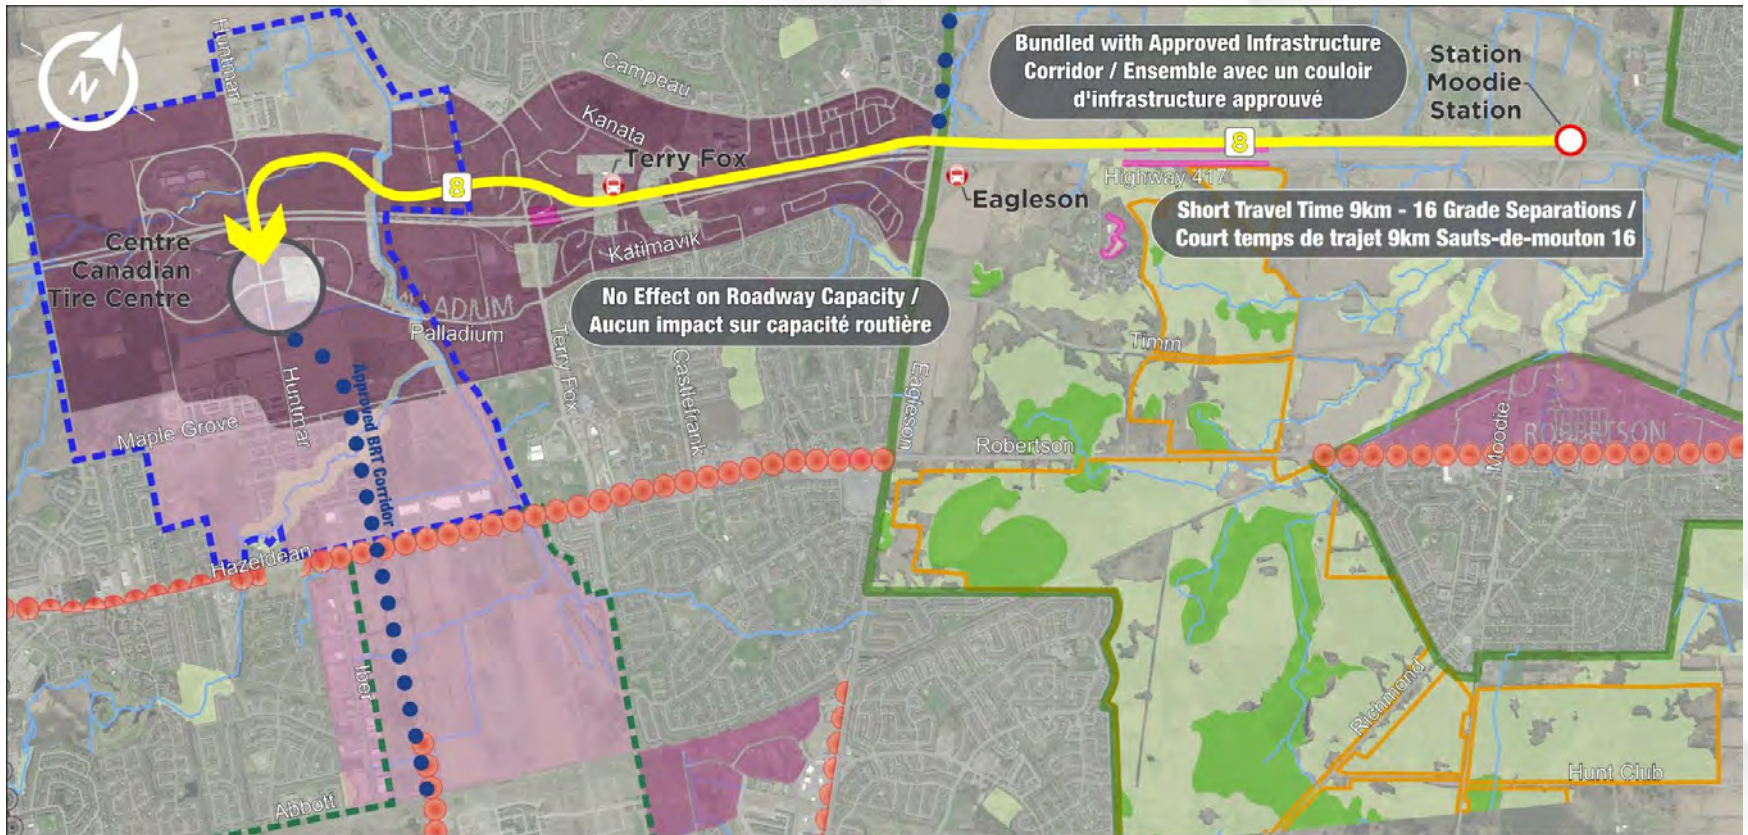 N
Huntmar
Campeau
Kanata
Bundled with Approved Infrastructure
Corridor / Ensemble avec un couloir
d'infrastructure approuvé
Station
Moodie
Station
8
8
Terry Fox
Eagleson
Highway 417
Short Travel Time 9km - 16 Grade Separations /
Court temps de trajet 9km Sauts-de-mouton 16
Katimavik
Centre
Canadian
Tire Centre
No Effect on Roadway Capacity /
Aucun impact sur capacité routière
Palladium
Timm
Terry Fox
Castlefrank
Eagleson
Huntmar
Approved BRT Corridor
Maple Grove
Robertson
Moodie
ROBERTSON
Hazeldean
Iber
Richmond
Hunt Club
Abbott